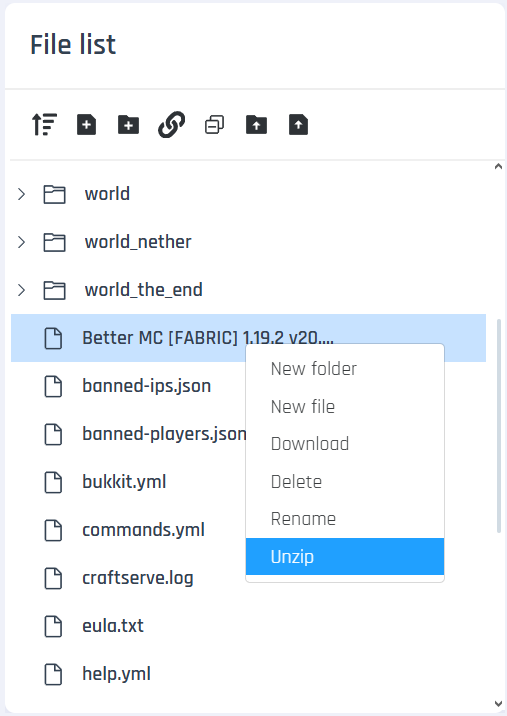 File list
world
world_nether
world_the_end
Better MC [FABRIC] 1.19.2 v20....
banned-ips.json
banned-players.json
bukkit.yml
commands.yml
craftserve.log
eula.txt
help.yml
New folder
New file
Download
Delete
Rename
Unzip